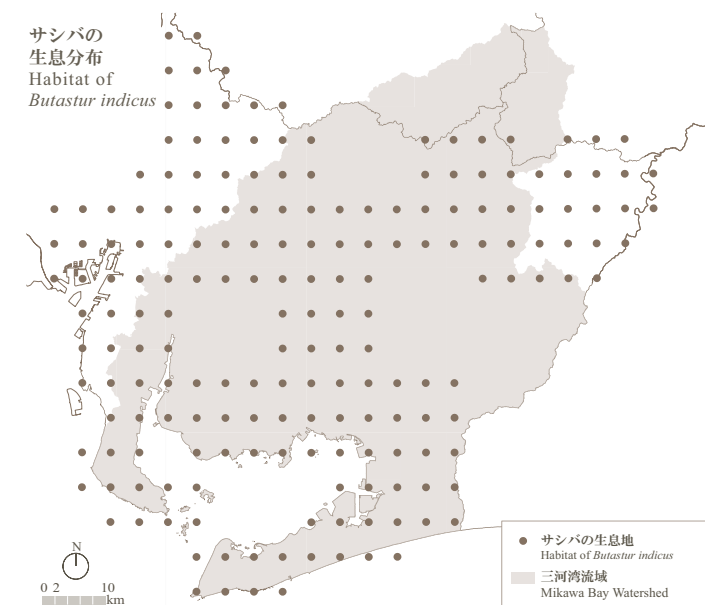 サシバの
生息分布
Habitat of
Butastur indicus
N
0 2 10
km
サシバの生息地
Habitat of Butastur indicus
三河湾流域
Mikawa Bay Watershed